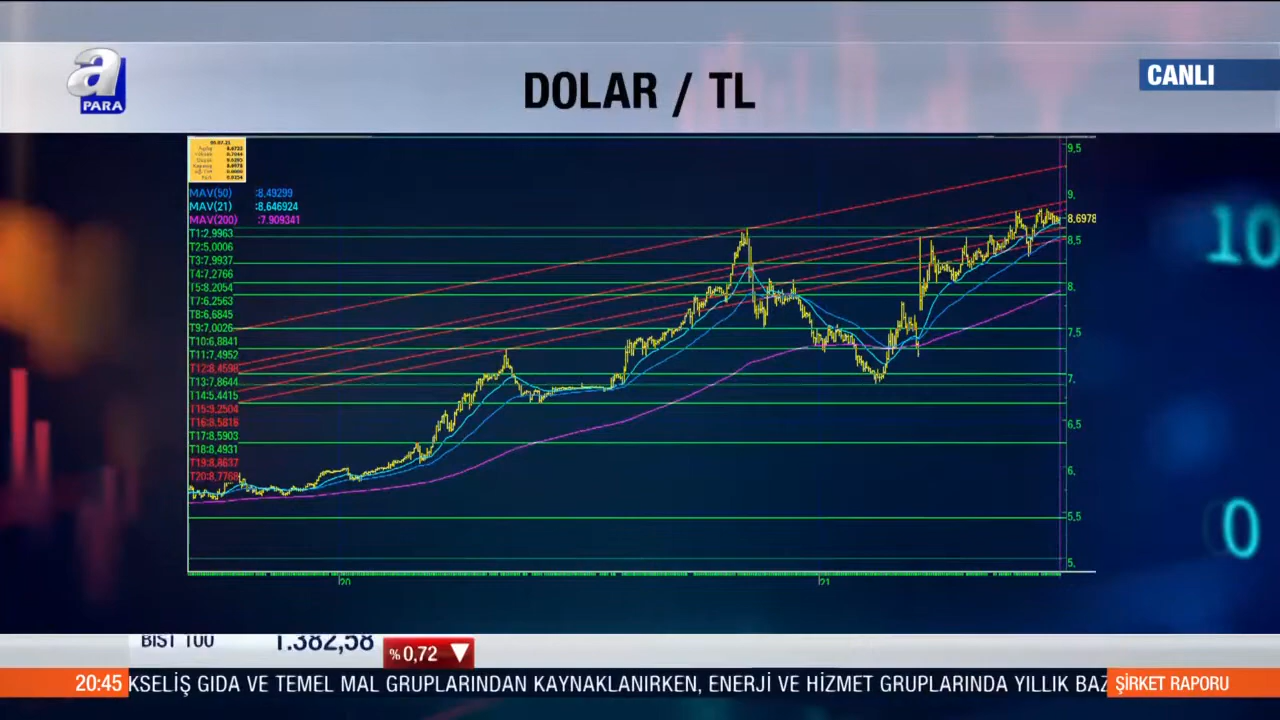 a
PARA
DOLAR / TL
CANLI
MAV(50) :8.49299
MAV(21) :8.646924
MAV(200) :7.909341
T1:2,9963
T2:5,0006
T3:7,9937
T4:7,2766
T5:8,2054
T7:6,2563
T8:6,6845
T9:7,0026
T10:6,8841
T11:7,4952
T12:8,4598
T13:7,8644
T14:5,4415
T15:9,2504
T16:8,5816
T17:8,5903
T18:8,4931
T19:8,8637
T20:8,7768
9,5
9,
8,6978
8,5
8,
7,5
7,
6,5
6,
5,5
5,
20
21
10
0
BIST 100 1.382,58
%0,72
20:45 KSELİŞ GIDA VE TEMEL MAL GRUPLARINDAN KAYNAKLANIRKEN, ENERJİ VE HİZMET GRUPLARINDA YILLIK BAZ ŞİRKET RAPORU